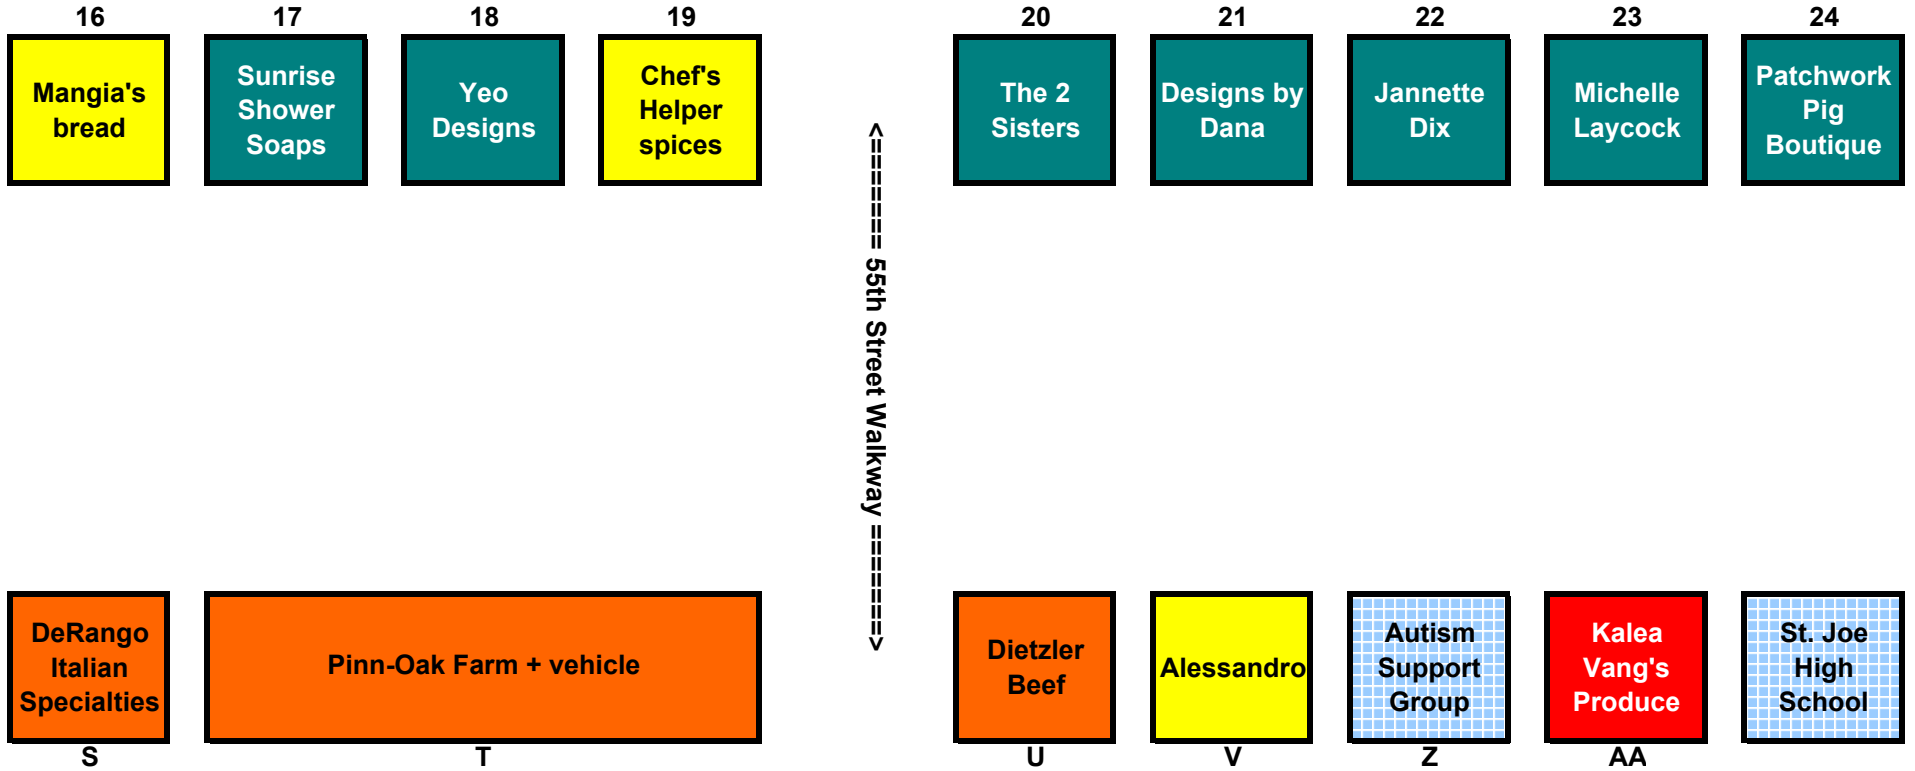 16 17 18 19 20 21 22 23 24
Mangia's
bread
Sunrise
Shower
Soaps
Yeo
Designs
Chef's
Helper
spices
The 2
Sisters
Designs by
Dana
Jannette
Dix
Michelle
Laycock
Patchwork
Pig
Boutique
<======= 55th Street Walkway =======>
DeRango
Italian
Specialties
Pinn-Oak Farm + vehicle
Dietzler
Beef
Alessandro
Autism
Support
Group
Kalea
Vang's
Produce
St. Joe
High
School
S T U V Z AA